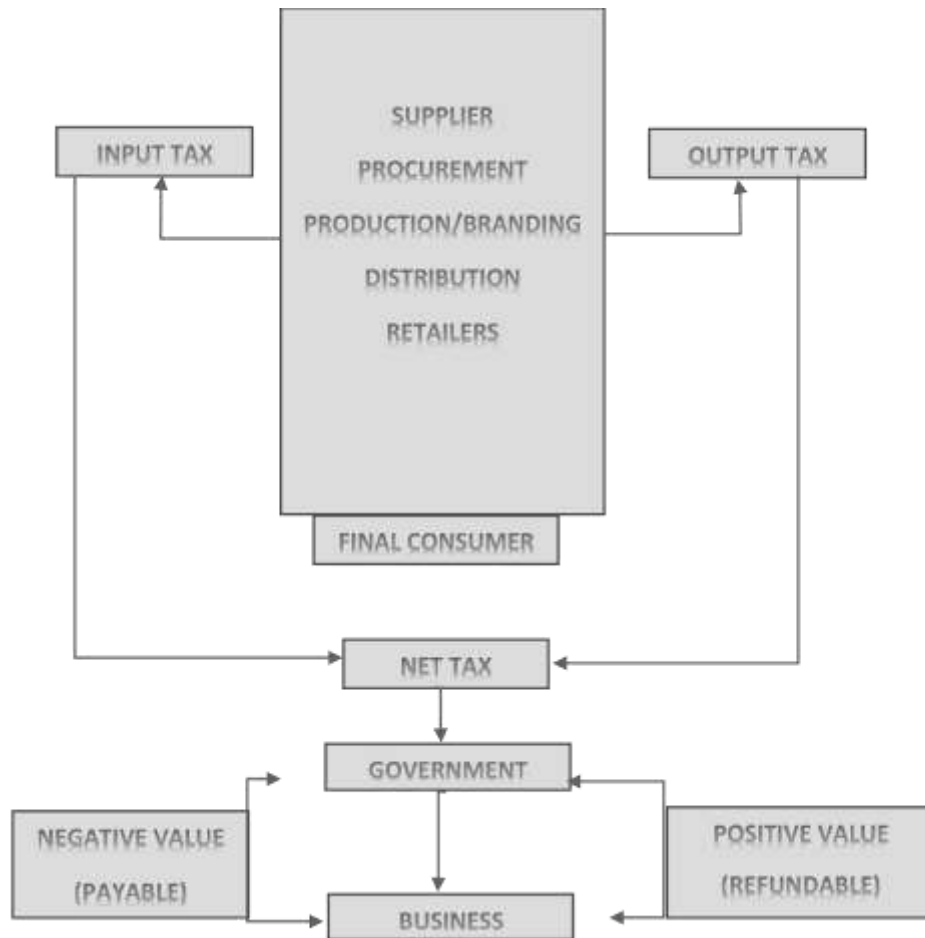 SUPPLIER
INPUT TAX
OUTPUT TAX
PROCUREMENT
PRODUCTION/BRANDING
DISTRIBUTION
RETAILERS
FINAL CONSUMER
NET TAX
GOVERNMENT
NEGATIVE VALUE
(PAYABLE)
POSITIVE VALUE
(REFUNDABLE)
BUSINESS